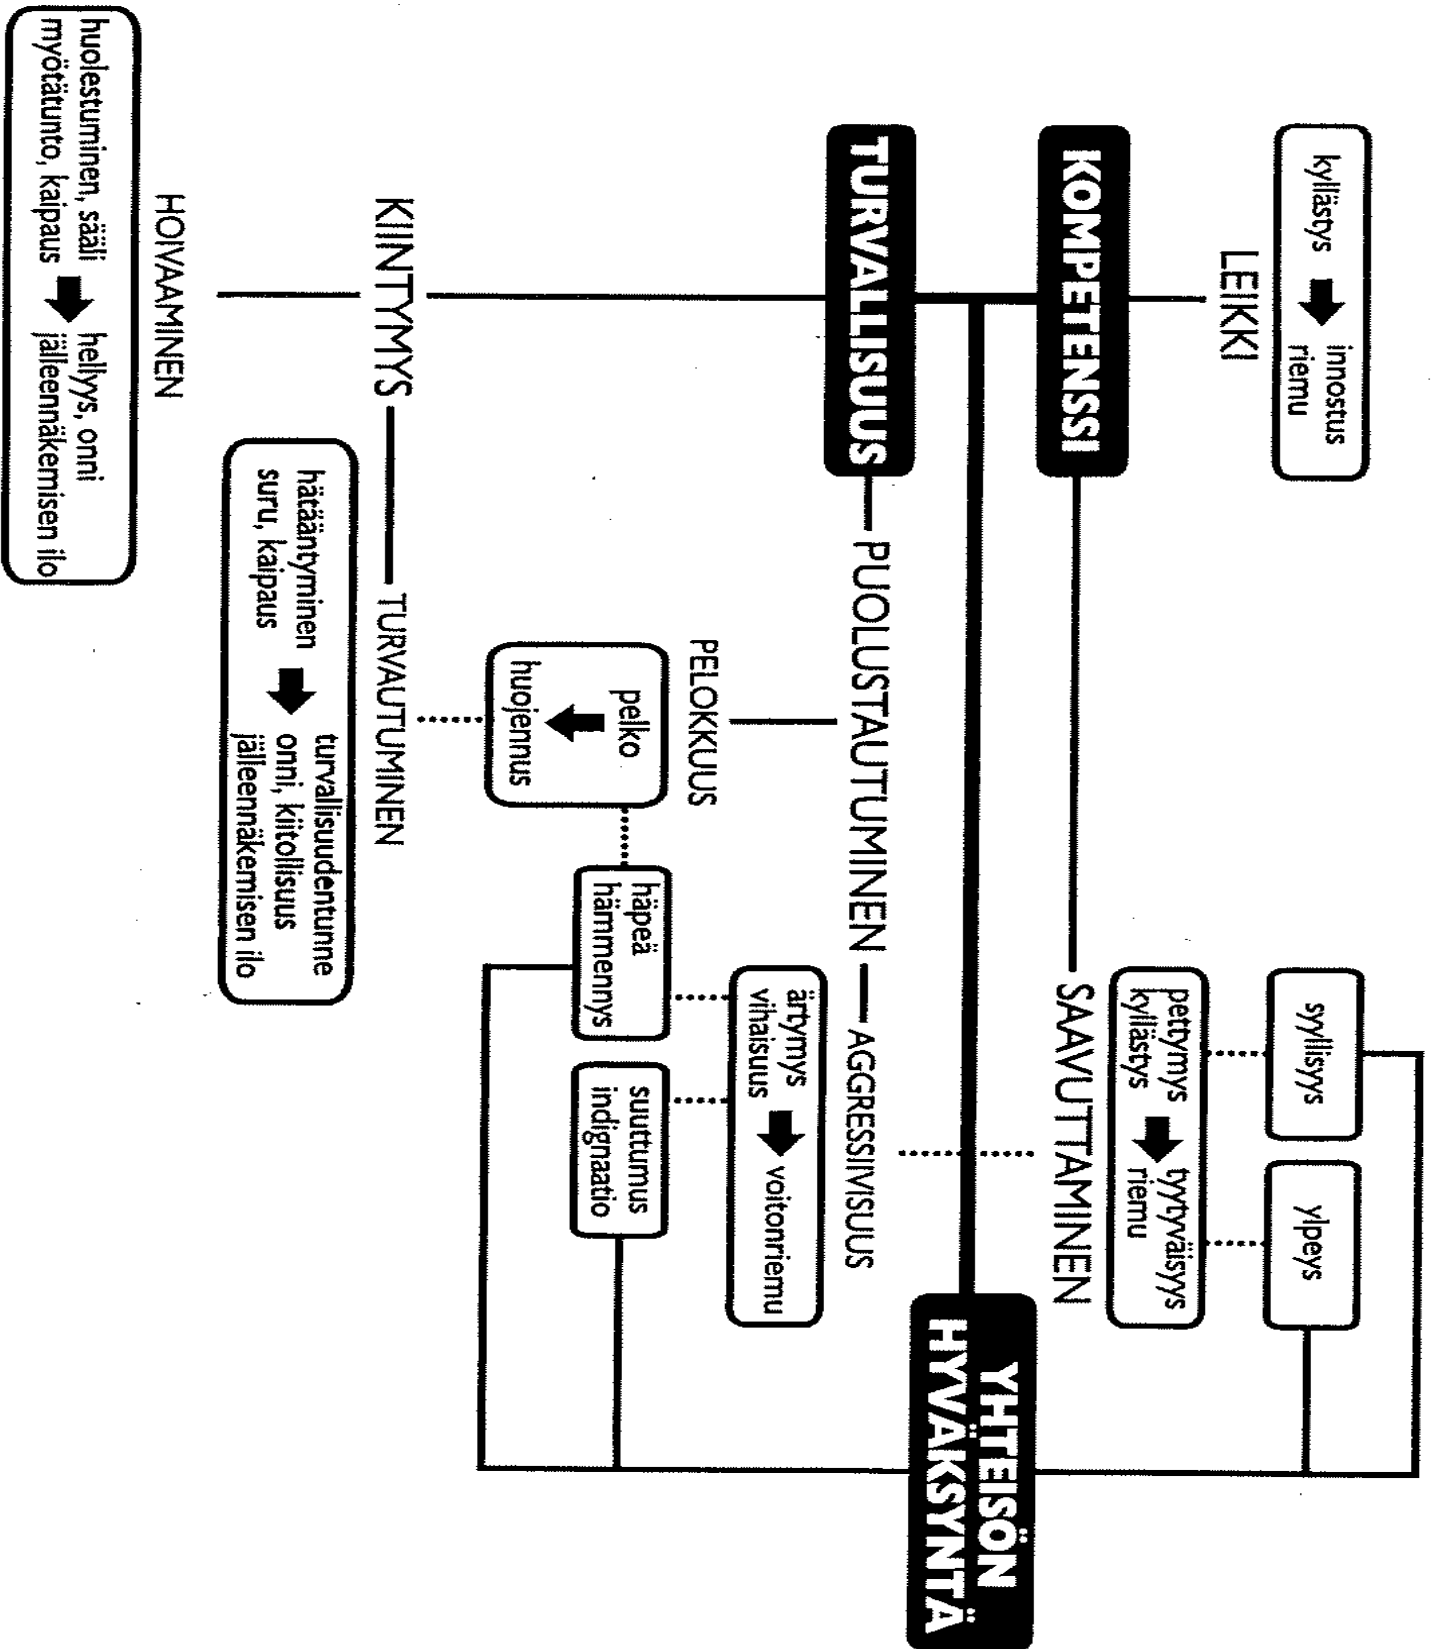 kyllästys
innostus
riemu
LEIKKI
syyllisyys
ylpeys
pettymys
kyllästys
tyytyväisyys
riemu
KOMPETENSSI
SAAVUTTAMINEN
YHTEISÖN
HYVÄKSYNTÄ
TURVALLISUUS
PUOLUSTAUTUMINEN
AGGRESSIIVISUUS
ärtymys
vihaisuus
voitonriemu
PELOKKUUS
pelko
huojennus
häpeä
hämmennys
suuttumus
indignaatio
KIINTYMYS
TURVAUTUMINEN
hätääntyminen
suru, kaipaus
turvallisuudentunne
onni, kiitollisuus
jälleennäkemisen ilo
HOIVAAMINEN
huolestuminen, sääli
myötätunto, kaipaus
hellyys, onni
jälleennäkemisen ilo